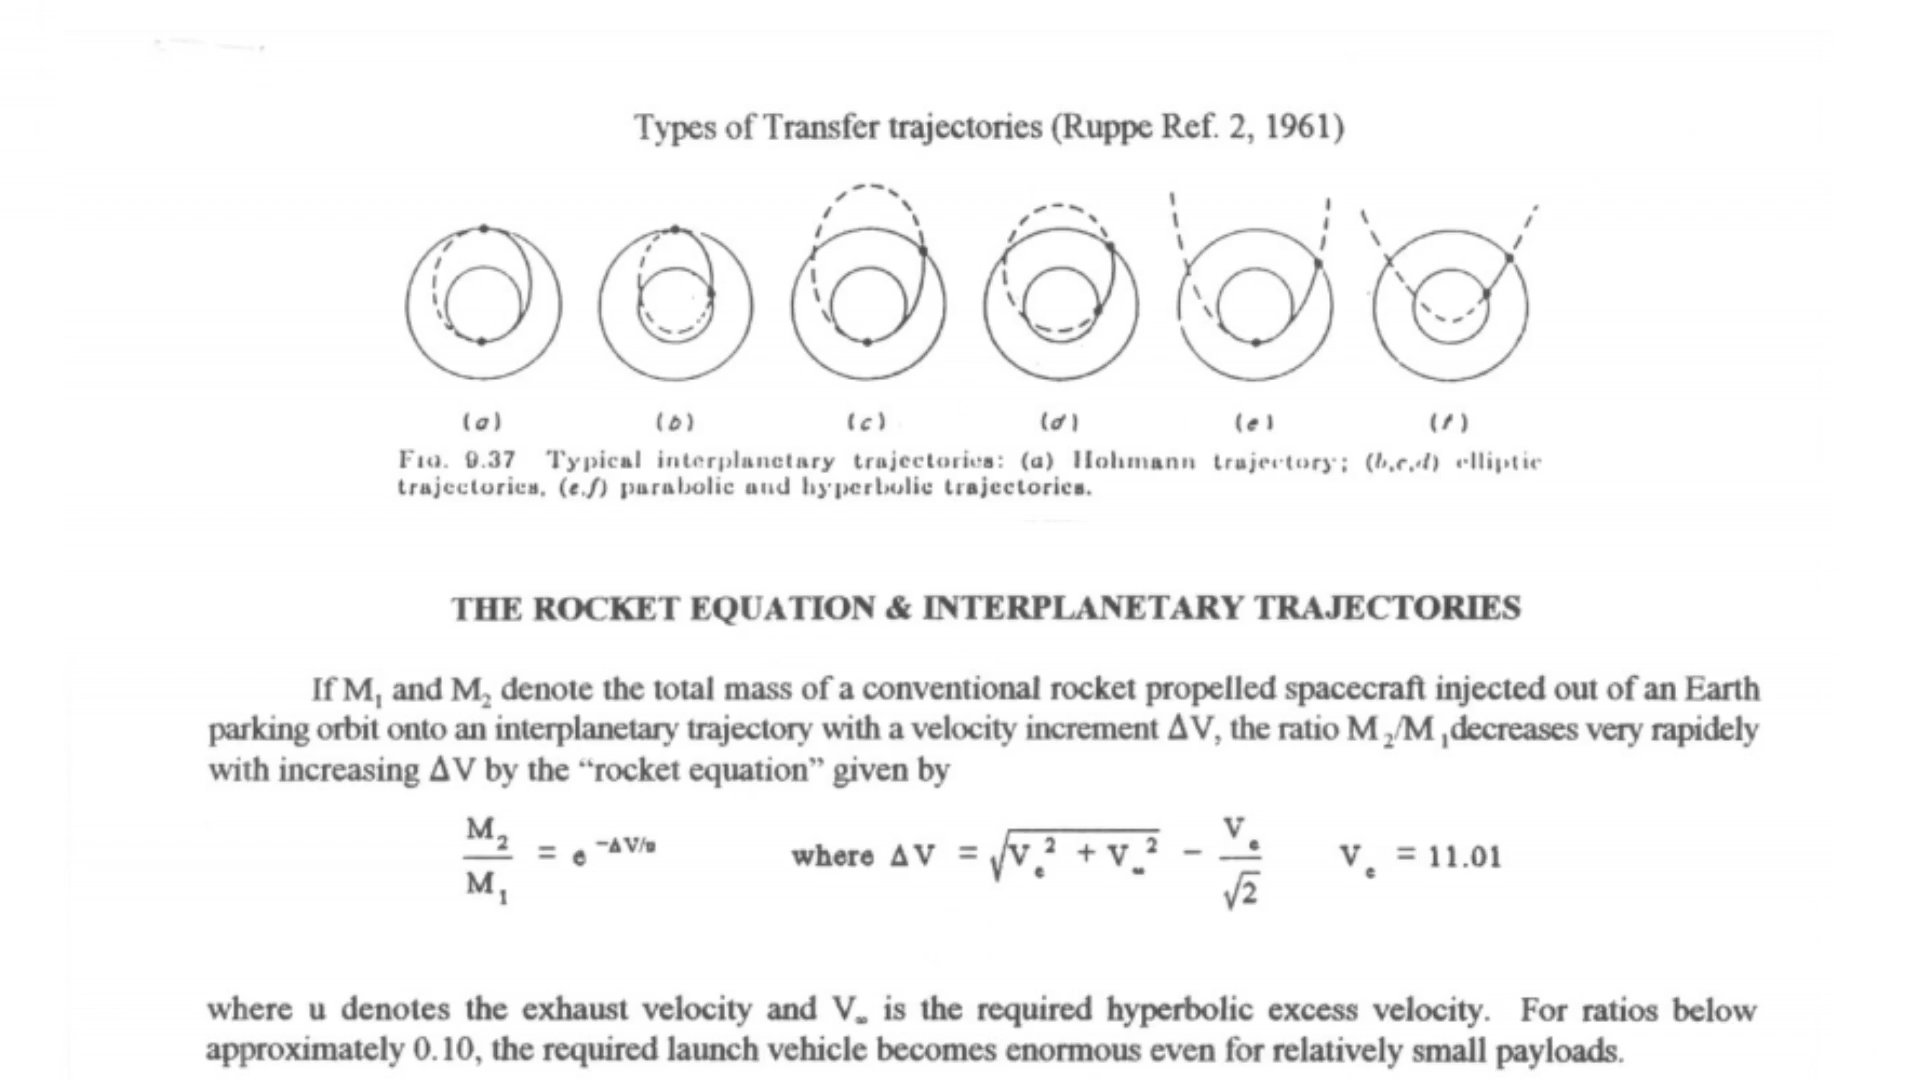 Types of Transfer trajectories (Ruppe Ref. 2, 1961)
(a) (b) (c) (d) (e) (f)
FIG. 9.37 Typical interplanetary trajectories: (a) Hohmann trajectory; (b,c,d) elliptic
trajectories, (e,f) parabolic and hyperbolic trajectories.
THE ROCKET EQUATION & INTERPLANETARY TRAJECTORIES
If M₁ and M₂ denote the total mass of a conventional rocket propelled spacecraft injected out of an Earth
parking orbit onto an interplanetary trajectory with a velocity increment ΔV, the ratio M₂/M₁ decreases very rapidely
with increasing ΔV by the “rocket equation” given by
M₂/M₁ = e^(-ΔV/u) where ΔV = √(Vₑ² + V∞²) − Vₑ/√2 Vₑ = 11.01
where u denotes the exhaust velocity and V∞ is the required hyperbolic excess velocity. For ratios below
approximately 0.10, the required launch vehicle becomes enormous even for relatively small payloads.